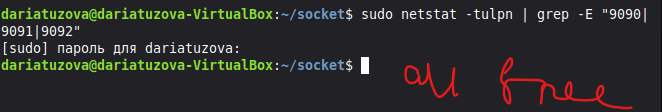 dariatuzova@dariatuzova-VirtualBox:~/socket$ sudo netstat -tulpn | grep -E "9090|
9091|9092"
[sudo] пароль для dariatuzova:
dariatuzova@dariatuzova-VirtualBox:~/socket$
all free